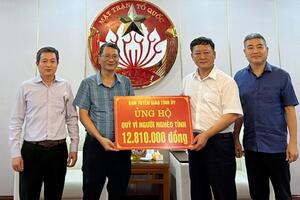 MẶT TRẬN TỔ QUỐC
BAN TUYÊN GIÁO TỈNH ỦY
ỦNG HỘ
QUỸ VÌ NGƯỜI NGHÈO TỈNH
12.810.000 đồng